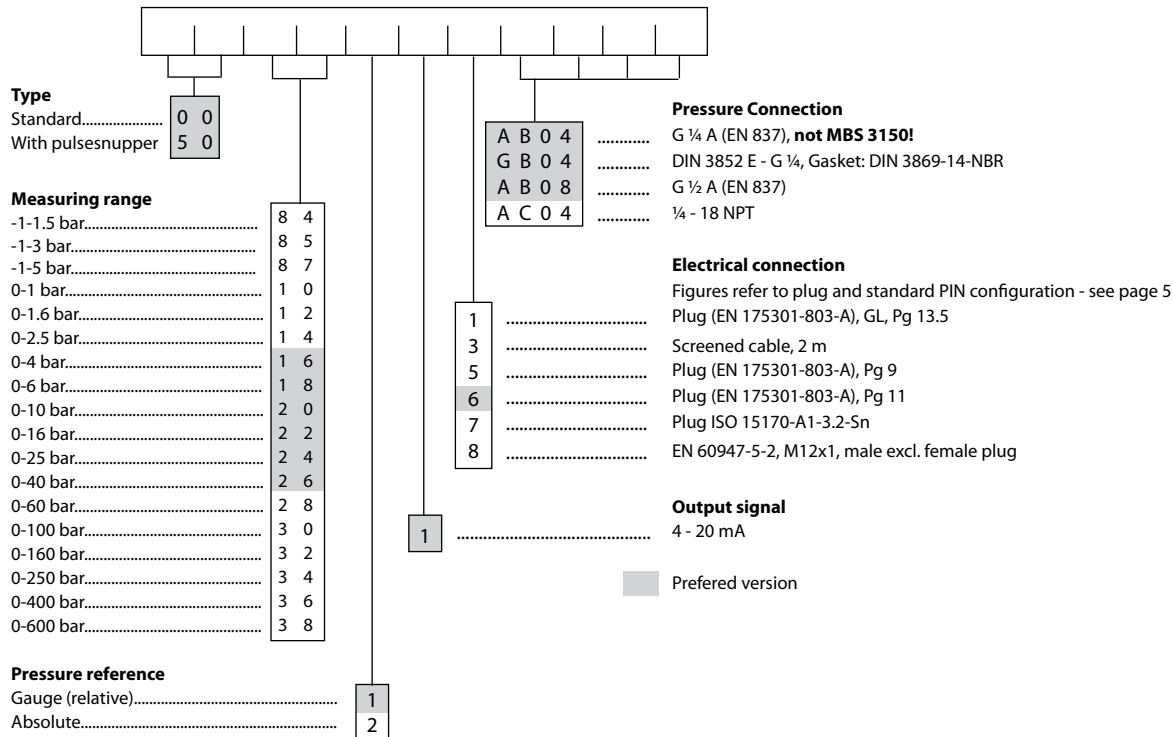 Type
Standard..................... 0 0
With pulsesnupper 5 0
Measuring range
-1-1.5 bar.............................................. 8 4
-1-3 bar.................................................. 8 5
-1-5 bar.................................................. 8 7
0-1 bar.................................................... 1 0
0-1.6 bar................................................. 1 2
0-2.5 bar................................................. 1 4
0-4 bar.................................................... 1 6
0-6 bar.................................................... 1 8
0-10 bar.................................................. 2 0
0-16 bar.................................................. 2 2
0-25 bar.................................................. 2 4
0-40 bar.................................................. 2 6
0-60 bar.................................................. 2 8
0-100 bar................................................ 3 0
0-160 bar................................................ 3 2
0-250 bar................................................ 3 4
0-400 bar................................................ 3 6
0-600 bar................................................ 3 8
Pressure reference
Gauge (relative)...................................................... 1
Absolute.................................................................... 2
Pressure Connection
A B 0 4 ............ G ¼ A (EN 837), not MBS 3150!
G B 0 4 ............ DIN 3852 E - G ¼, Gasket: DIN 3869-14-NBR
A B 0 8 ............ G ½ A (EN 837)
A C 0 4 ............ ¼ - 18 NPT
Electrical connection
Figures refer to plug and standard PIN configuration - see page 5
1 ................................ Plug (EN 175301-803-A), GL, Pg 13.5
3 ................................ Screened cable, 2 m
5 ................................ Plug (EN 175301-803-A), Pg 9
6 ................................ Plug (EN 175301-803-A), Pg 11
7 ................................ Plug ISO 15170-A1-3.2-Sn
8 ................................ EN 60947-5-2, M12x1, male excl. female plug
Output signal
1 ............................................ 4 - 20 mA
Prefered version